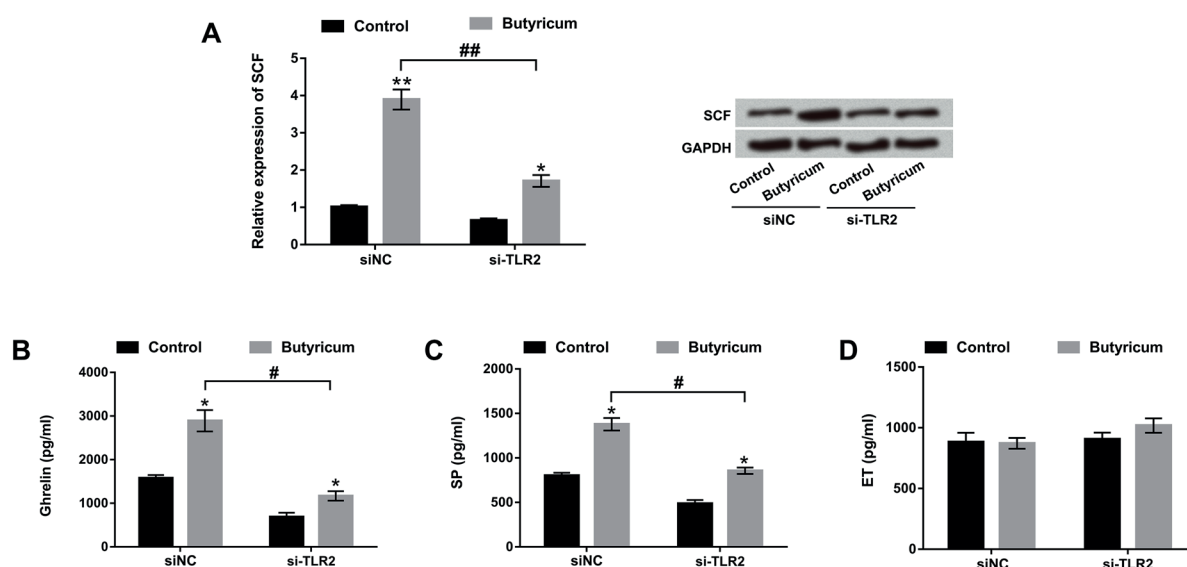 A
Control Butyricum
Relative expression of SCF
5
4
3
2
1
0
**
##
*
siNC si-TLR2
SCF
GAPDH
Control Butyricum Control Butyricum
siNC si-TLR2
B
Control Butyricum
Ghrelin (pg/ml)
4000
3000
2000
1000
0
*
#
*
siNC si-TLR2
C
Control Butyricum
SP (pg/ml)
2000
1500
1000
500
0
*
#
*
siNC si-TLR2
D
Control Butyricum
ET (pg/ml)
1500
1000
500
0
siNC si-TLR2